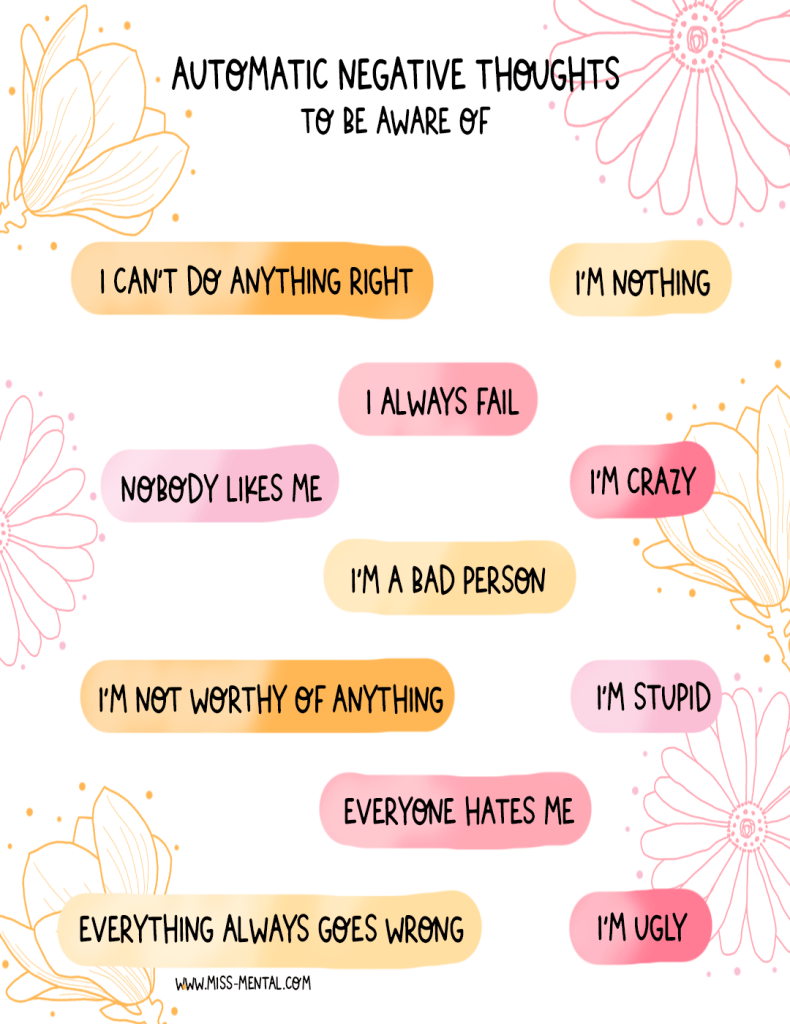 AUTOMATIC NEGATIVE THOUGHTS
TO BE AWARE OF
I CAN'T DO ANYTHING RIGHT
I'M NOTHING
I ALWAYS FAIL
NOBODY LIKES ME
I'M CRAZY
I'M A BAD PERSON
I'M NOT WORTHY OF ANYTHING
I'M STUPID
EVERYONE HATES ME
EVERYTHING ALWAYS GOES WRONG
I'M UGLY
WWW.MISS-MENTAL.COM